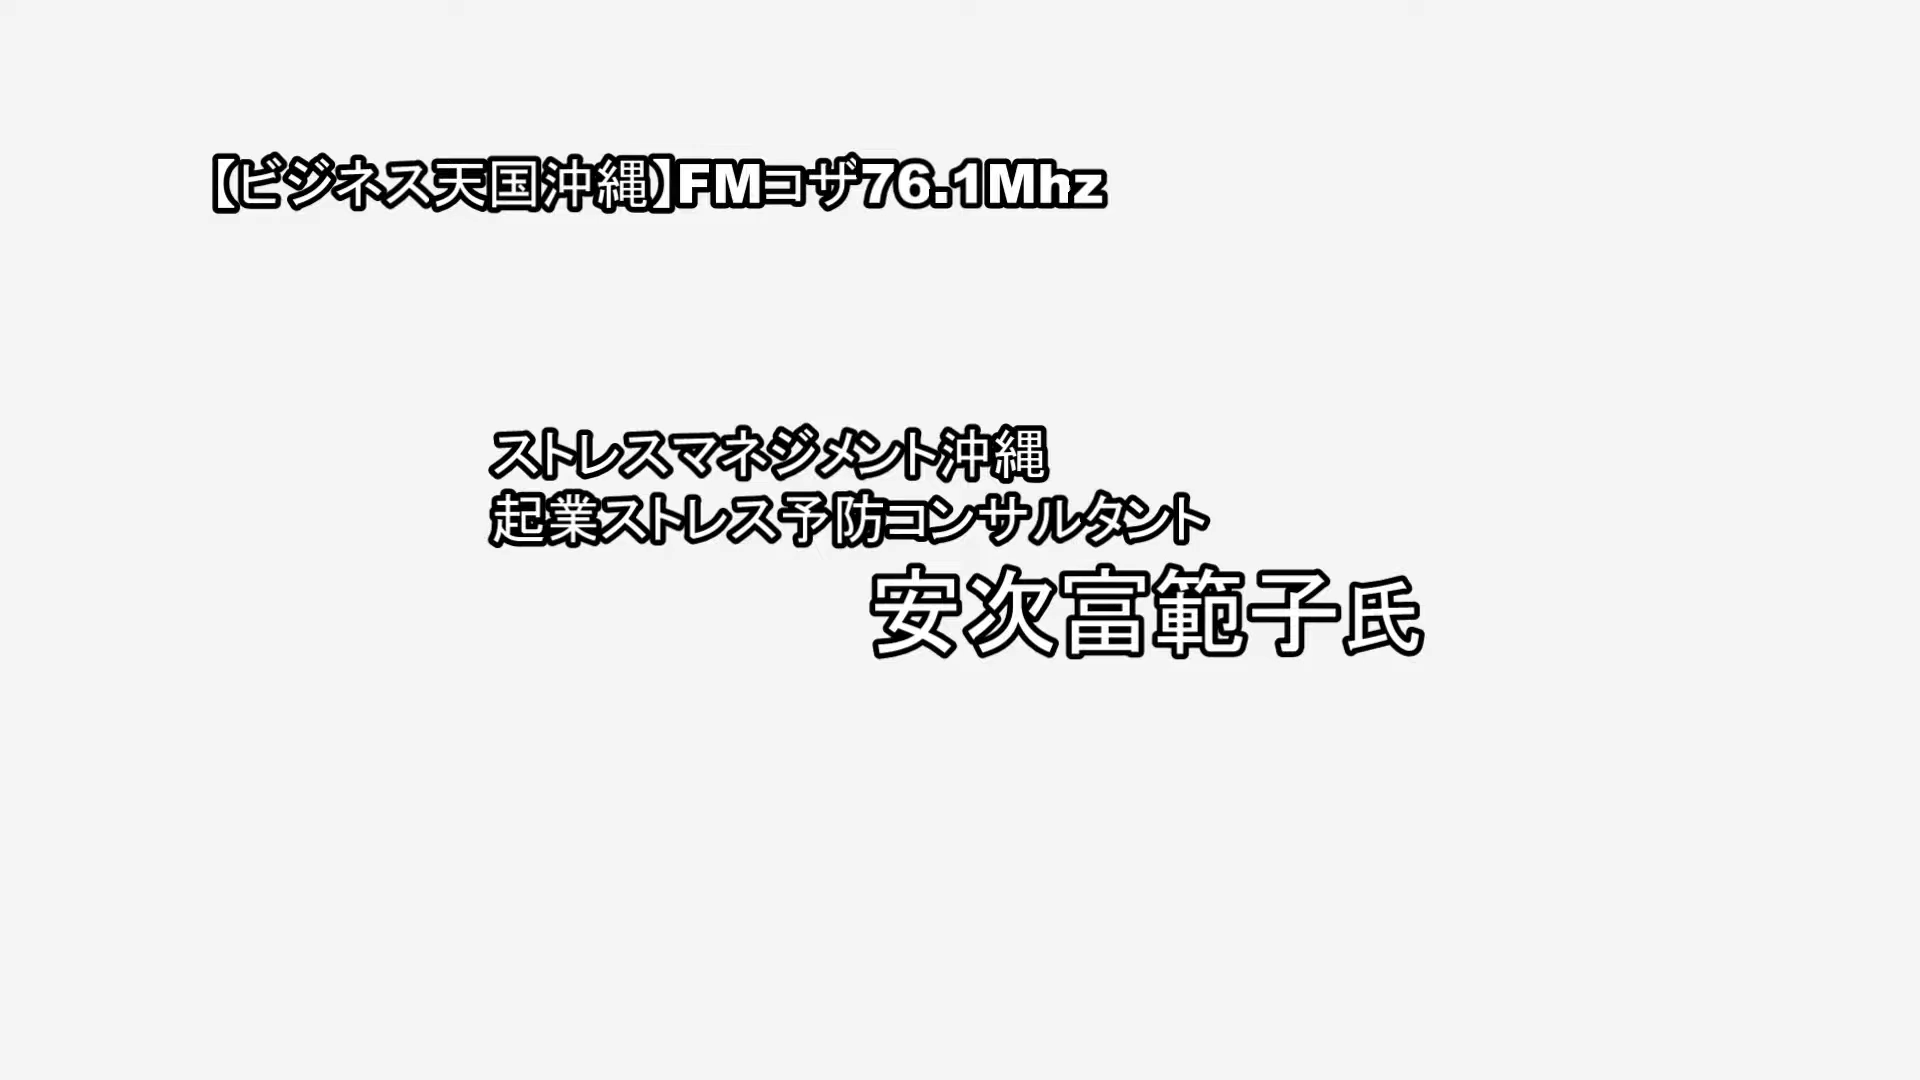 【ビジネス天国沖縄】FMコザ76.1Mhz
ストレスマネジメント沖縄
起業ストレス予防コンサルタント
安次富範子氏